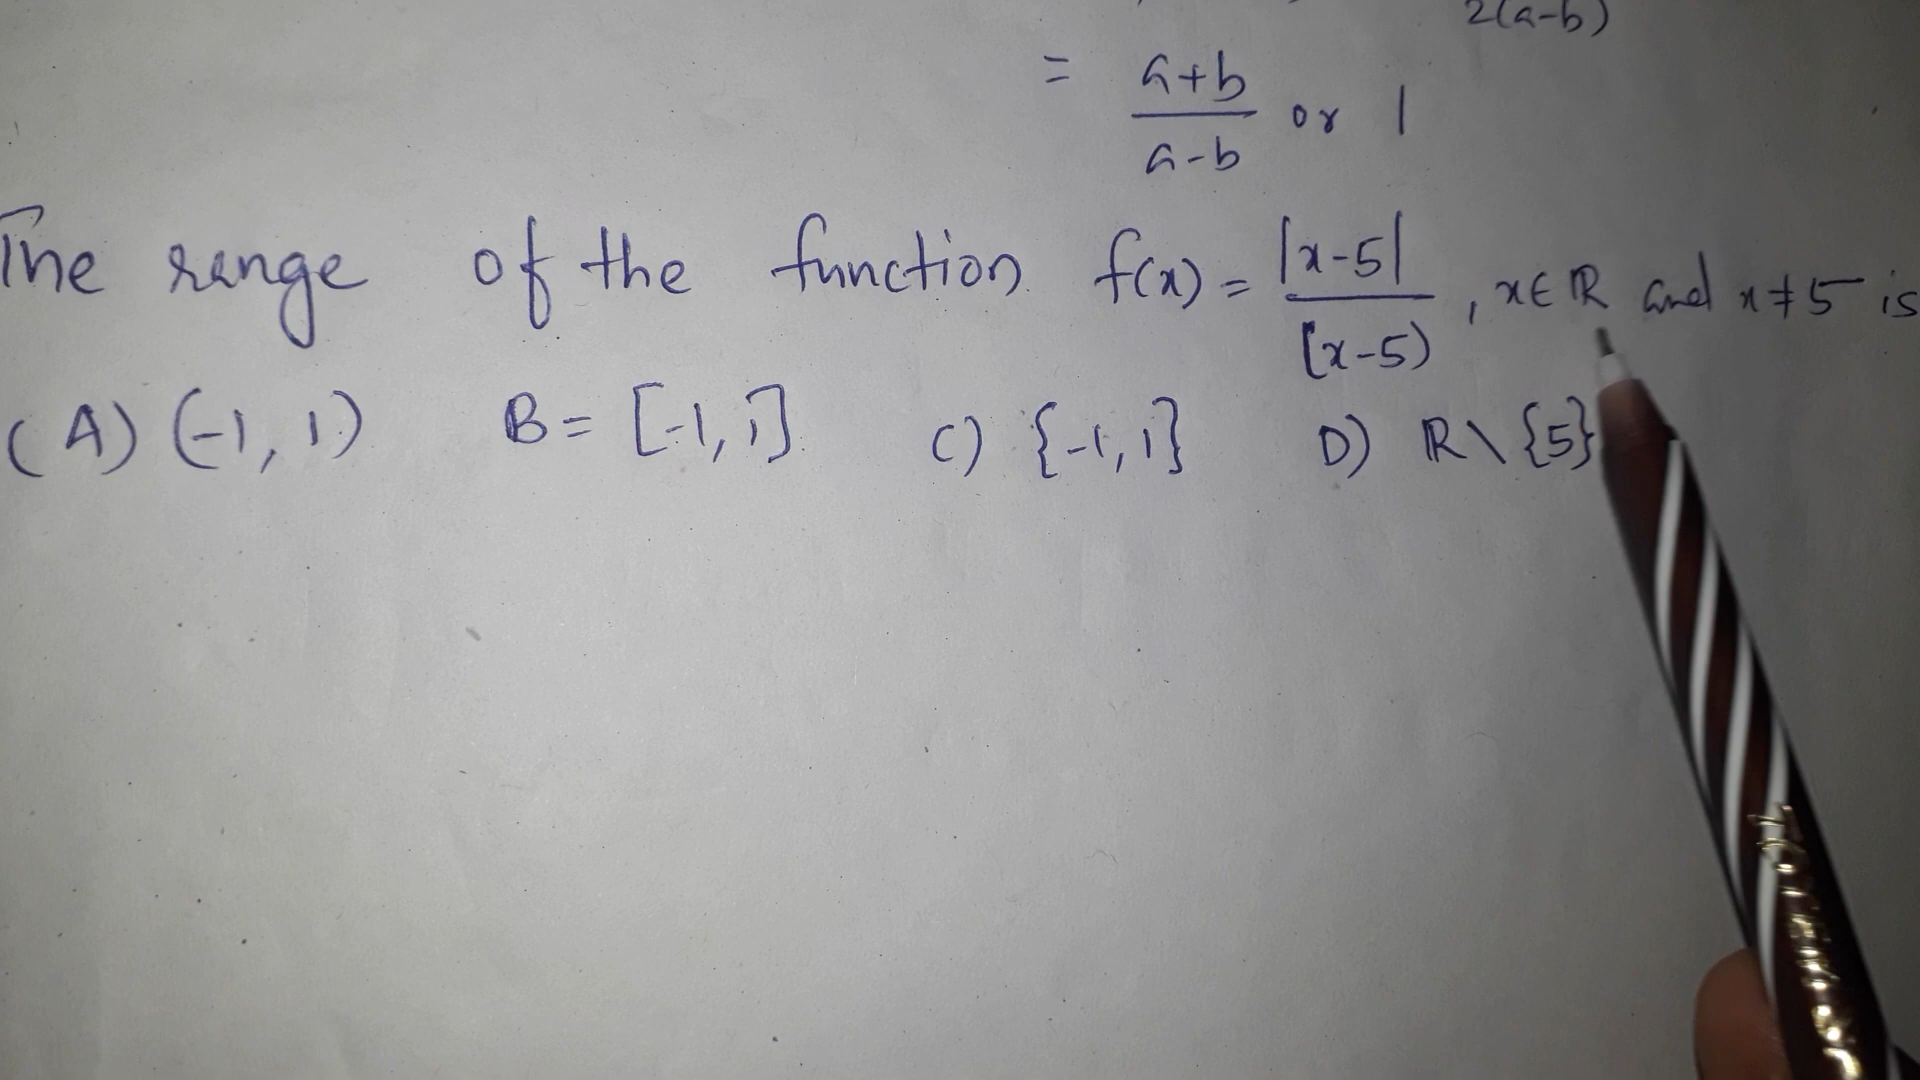 2(a-b)
= a+b/a-b or 1
The range of the function f(x) = |x-5|/(x-5) , x∈ℝ and x≠5 is
(A) (-1, 1) B= [-1, 1] C) {-1, 1} D) ℝ\{5}